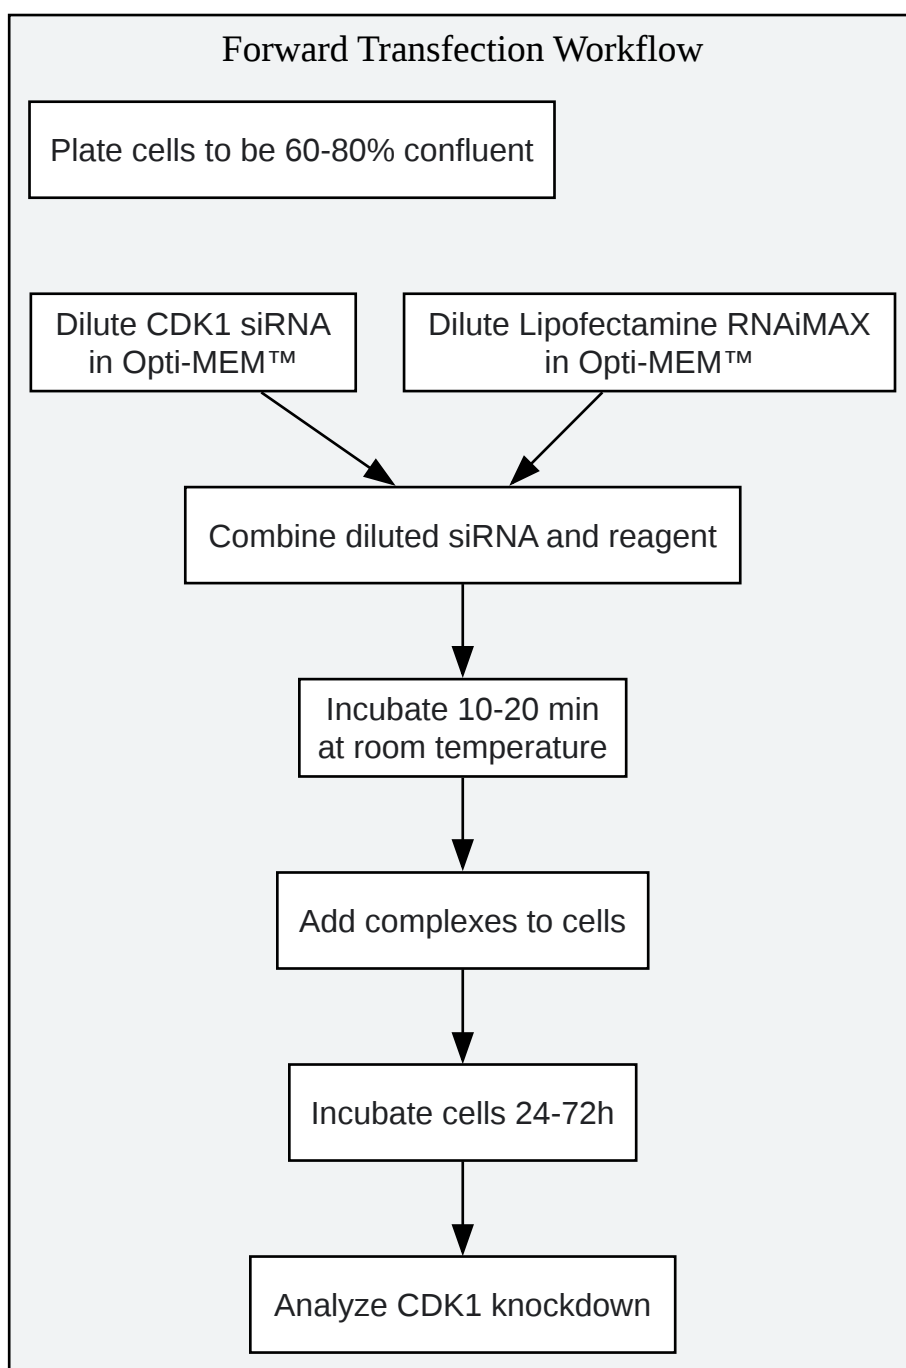 Forward Transfection Workflow
Plate cells to be 60-80% confluent
Dilute CDK1 siRNA
in Opti-MEM™
Dilute Lipofectamine RNAiMAX
in Opti-MEM™
Combine diluted siRNA and reagent
Incubate 10-20 min
at room temperature
Add complexes to cells
Incubate cells 24-72h
Analyze CDK1 knockdown